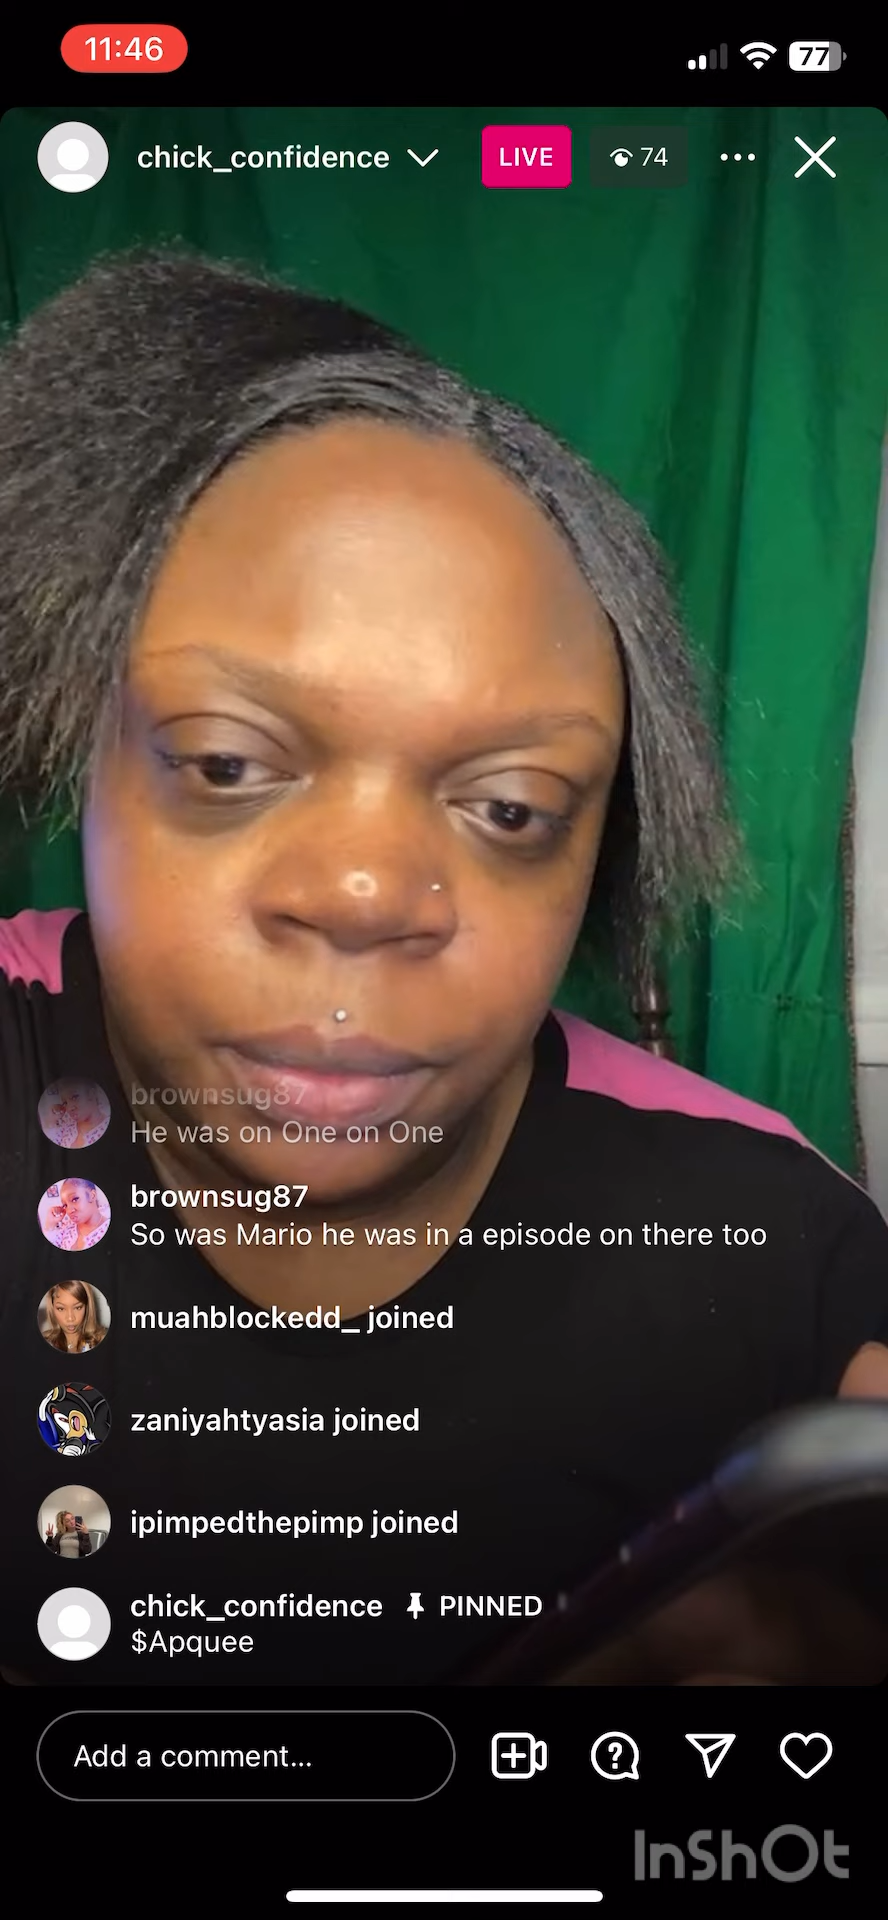 11:46
77
chick_confidence
LIVE
74
brownsug87
He was on One on One
brownsug87
So was Mario he was in a episode on there too
muahblockedd_ joined
zaniyahtyasia joined
ipimpedthepimp joined
chick_confidence PINNED
$Apquee
Add a comment...
InShOt